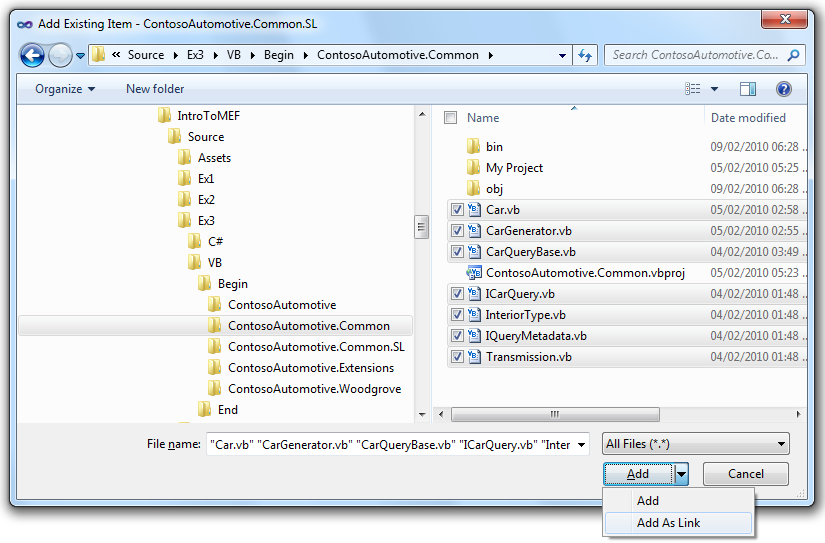 Add Existing Item - ContosoAutomotive.Common.SL
« Source Ex3 VB Begin ContosoAutomotive.Common
Search ContosoAutomotive.Co...
Organize New folder
IntroToMEF
Source
Assets
Ex1
Ex2
Ex3
C#
VB
Begin
ContosoAutomotive
ContosoAutomotive.Common
ContosoAutomotive.Common.SL
ContosoAutomotive.Extensions
ContosoAutomotive.Woodgrove
End
Name Date modified
bin 09/02/2010 06:28 ..
My Project 05/02/2010 05:25 ..
obj 09/02/2010 06:28 ..
Car.vb 05/02/2010 02:58 ..
CarGenerator.vb 05/02/2010 02:55 ..
CarQueryBase.vb 04/02/2010 03:49 ..
ContosoAutomotive.Common.vbproj 05/02/2010 05:23 ..
ICarQuery.vb 04/02/2010 01:48 ..
InteriorType.vb 04/02/2010 01:48 ..
IQueryMetadata.vb 04/02/2010 01:48 ..
Transmission.vb 04/02/2010 01:48 ..
File name: "Car.vb" "CarGenerator.vb" "CarQueryBase.vb" "ICarQuery.vb" "Inter
All Files (*.*)
Add Cancel
Add
Add As Link